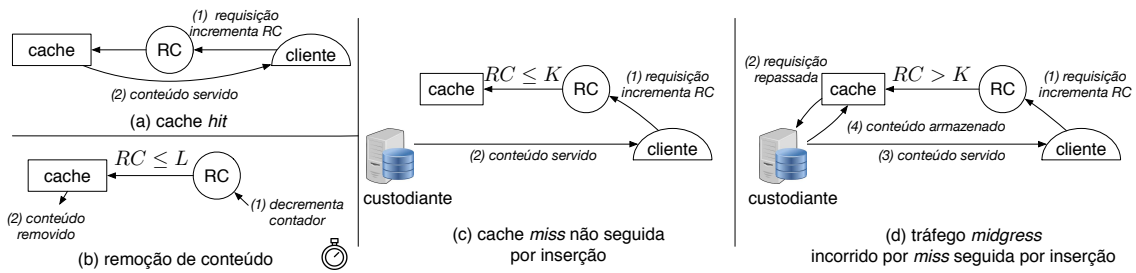 (1) requisição
incrementa RC
cache
RC
cliente
(2) conteúdo servido
(a) cache hit
RC ≤ L
cache
RC
(1) decrementa
contador
(2) conteúdo
removido
(b) remoção de conteúdo
RC ≤ K
cache
RC
(1) requisição
incrementa RC
(2) conteúdo servido
cliente
custodiante
(c) cache miss não seguida
por inserção
(2) requisição
repassada
RC > K
cache
RC
(1) requisição
incrementa RC
(4) conteúdo armazenado
(3) conteúdo servido
cliente
custodiante
(d) tráfego midgress
incorrido por miss seguida por inserção